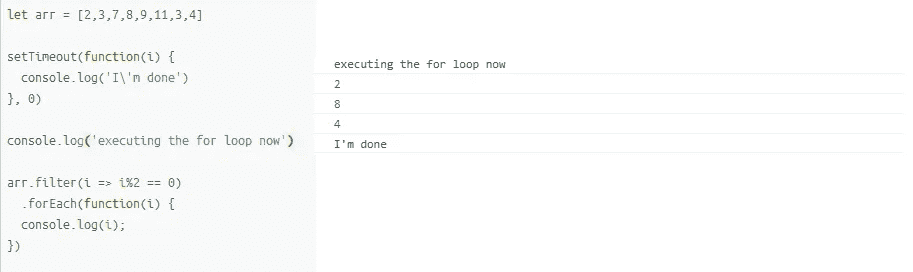 let arr = [2,3,7,8,9,11,3,4]
setTimeout(function(i) {
console.log('I\'m done')
}, 0)
console.log('executing the for loop now')
arr.filter(i => i%2 == 0)
.forEach(function(i) {
console.log(i);
})
executing the for loop now
2
8
4
I'm done